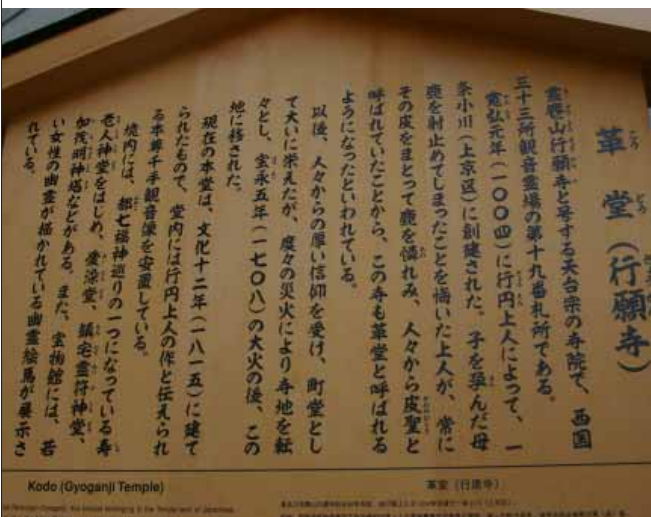 革堂（行願寺）
霊麀山行願寺と号する天台宗の寺院で、西国
三十三所観音霊場の第十九番札所である。
寛弘元年（一〇〇四）に行円上人によって、一
条小川（上京区）に創建された。子を孕んだ母
鹿を射止めてしまったことを悔いた上人が、常に
その皮をまとって鹿を憐れみ、人々から皮聖と
呼ばれていたことから、この寺も革堂と呼ばれる
ようになったといわれている。
以後、人々からの厚い信仰を受け、町堂とし
て大いに栄えたが、度々の災火により寺地を転
々とし、宝永五年（一七〇八）の大火の後、この
地に移された。
現在の本堂は、文化十二年（一八一五）に建て
られたもので、堂内には行円上人の作と伝えられ
る本尊千手観音像を安置している。
境内には、都七福神巡りの一つになっている寿
老人神堂をはじめ、愛染堂、鎮宅霊符神堂、
加茂明神塔などがある。また、宝物館には、若
い女性の幽霊が描かれている幽霊絵馬が展示さ
れている。
Kodo (Gyoganji Temple)
革堂（行愿寺）